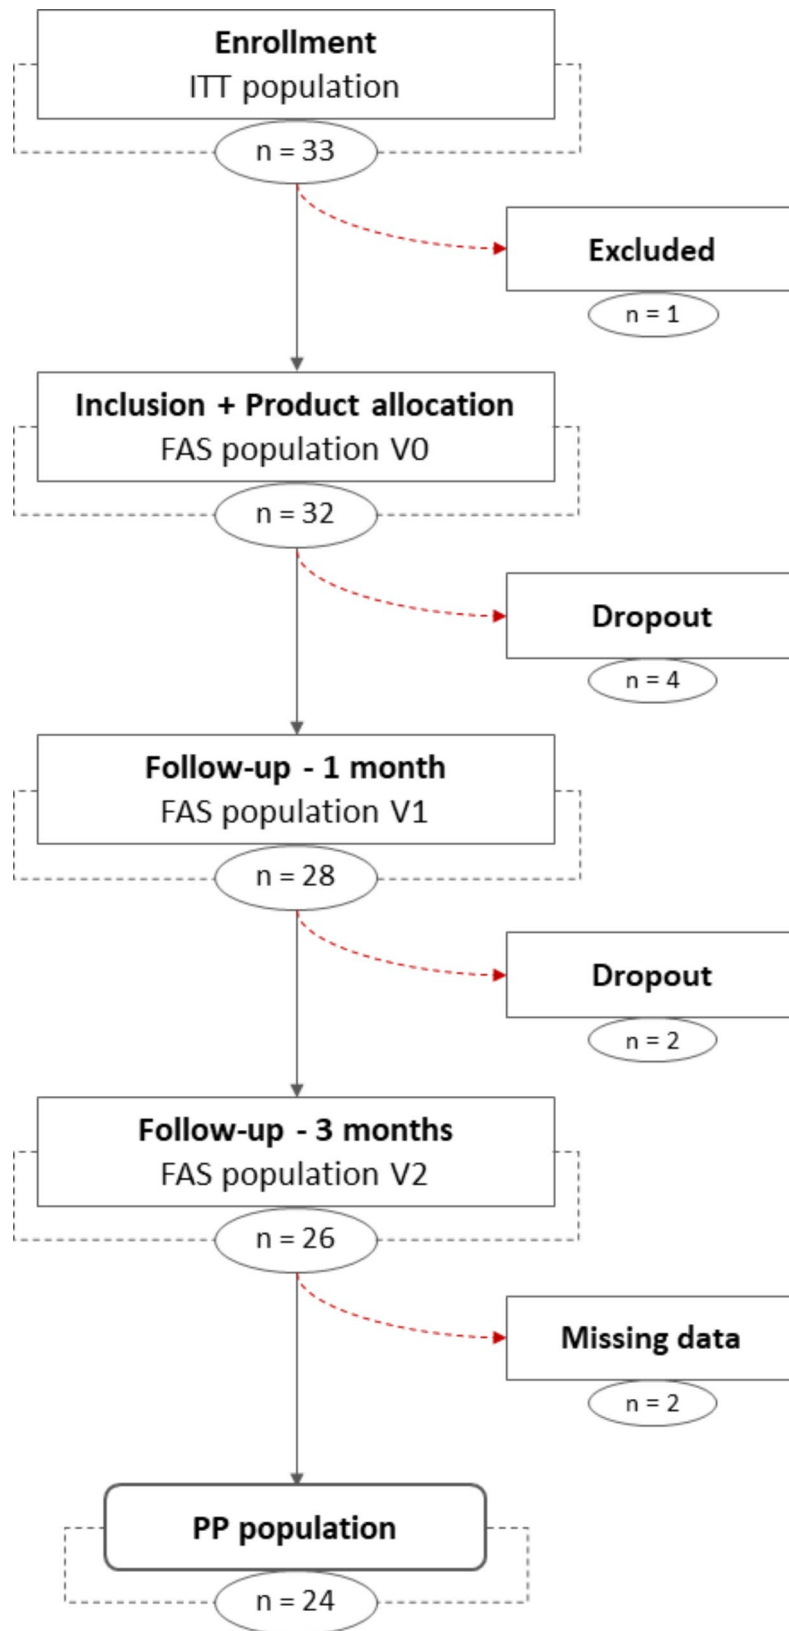 Enrollment
ITT population
n = 33
Excluded
n = 1
Inclusion + Product allocation
FAS population V0
n = 32
Dropout
n = 4
Follow-up - 1 month
FAS population V1
n = 28
Dropout
n = 2
Follow-up - 3 months
FAS population V2
n = 26
Missing data
n = 2
PP population
n = 24